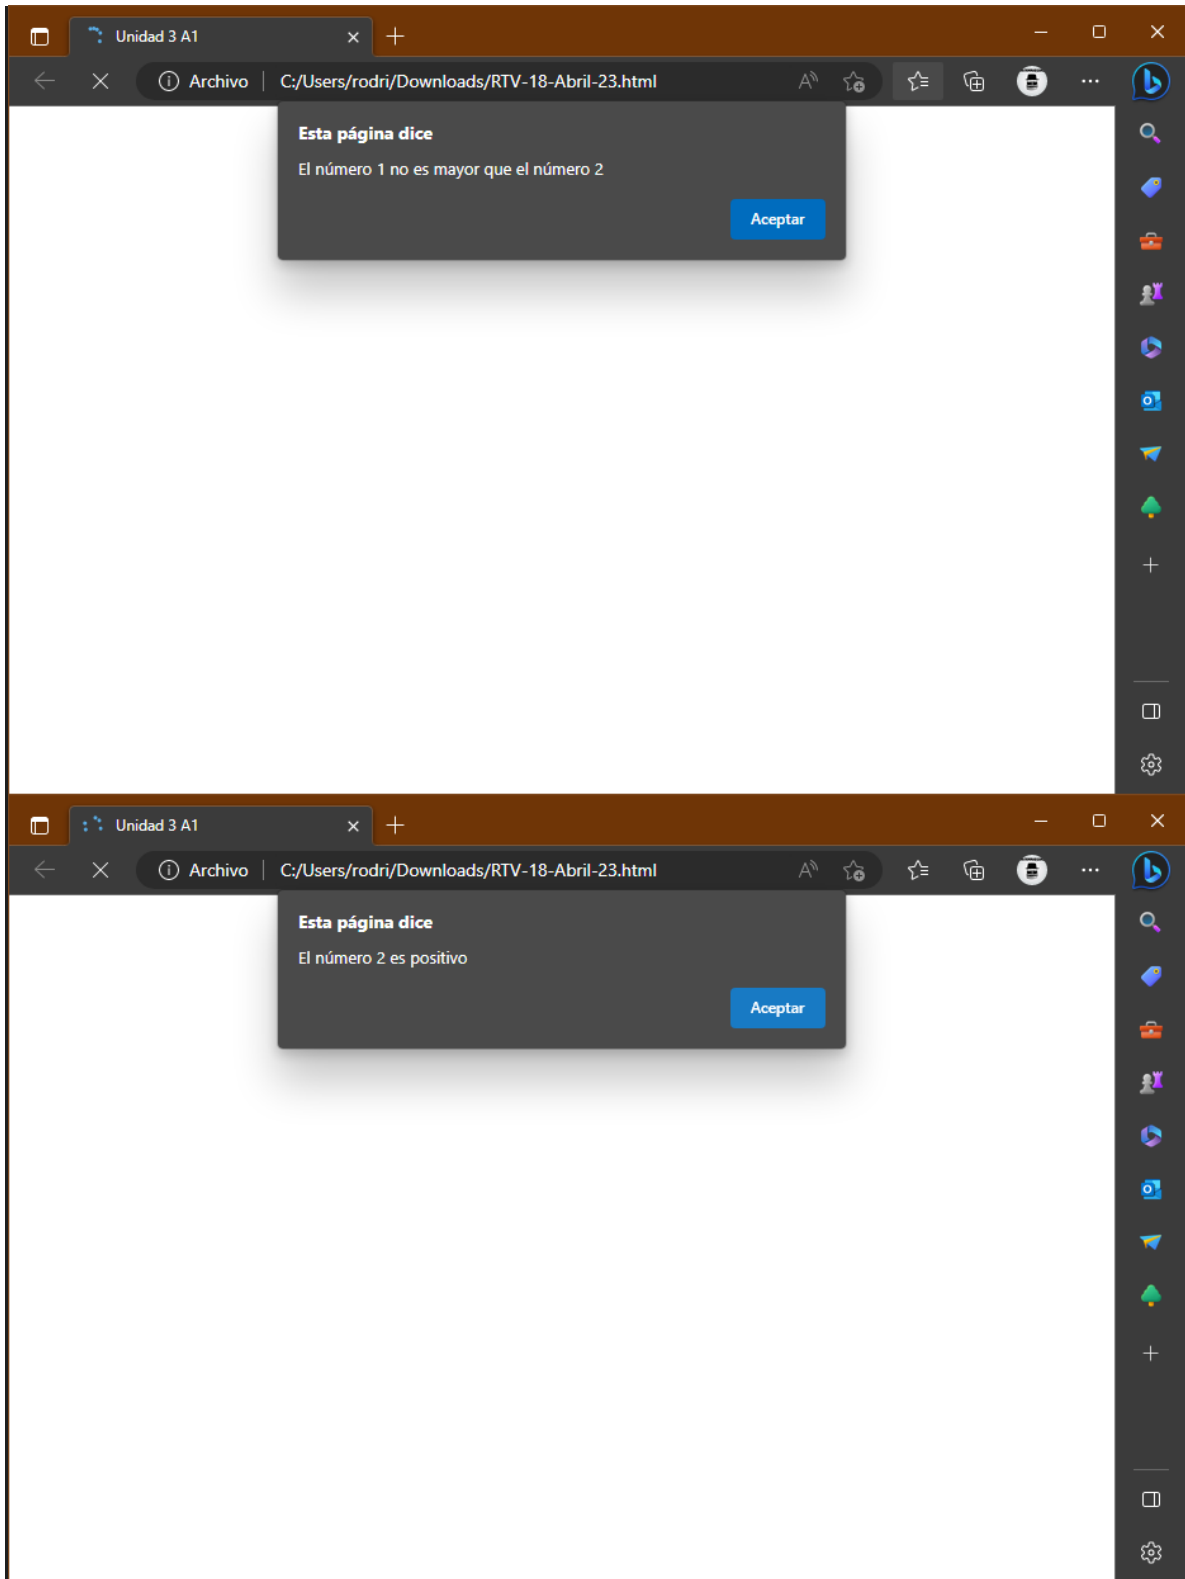 Unidad 3 A1
Archivo C:/Users/rodri/Downloads/RTV-18-Abril-23.html
Esta página dice
El número 1 no es mayor que el número 2
Aceptar
Unidad 3 A1
Archivo C:/Users/rodri/Downloads/RTV-18-Abril-23.html
Esta página dice
El número 2 es positivo
Aceptar